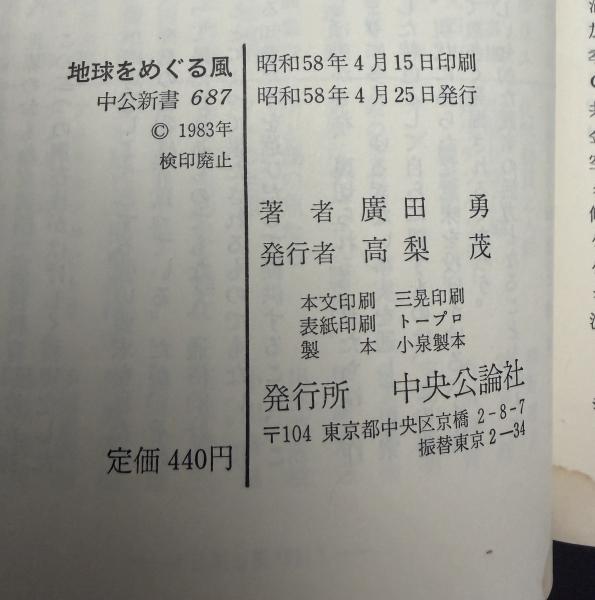 地球をめぐる風
中公新書 687
© 1983年
検印廃止
定価 440円
昭和58年4月15日印刷
昭和58年4月25日発行
著 者 廣田 勇
発行者 高梨 茂
本文印刷 三晃印刷
表紙印刷 トープロ
製 本 小泉製本
発行所 中央公論社
〒104 東京都中央区京橋 2-8-7
振替東京2-34